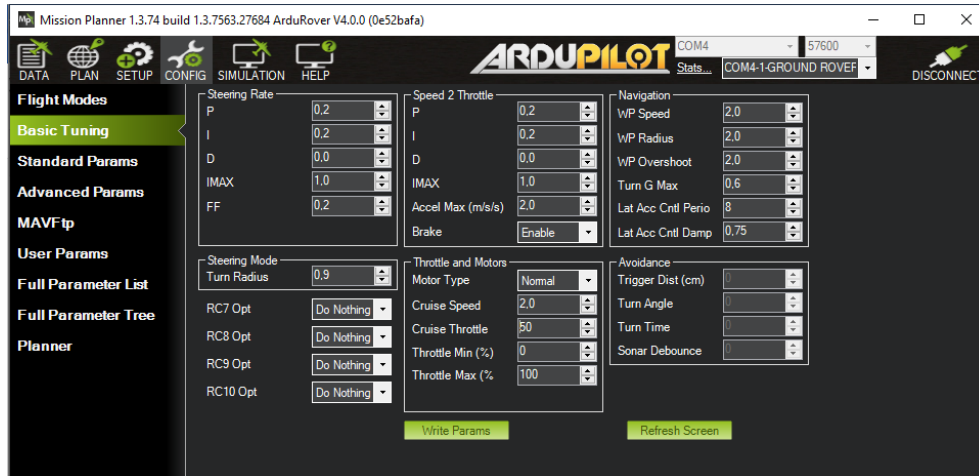 Mission Planner 1.3.74 build 1.3.7563.27684 ArduRover V4.0.0 (0e52bafa)
DATA PLAN SETUP CONFIG SIMULATION HELP
ARDUPILOT
COM4 57600
Stats... COM4-1-GROUND ROVER
DISCONNECT
Flight Modes
Basic Tuning
Standard Params
Advanced Params
MAVFtp
User Params
Full Parameter List
Full Parameter Tree
Planner
Steering Rate
P 0,2
I 0,2
D 0,0
IMAX 1,0
FF 0,2
Speed 2 Throttle
P 0,2
I 0,2
D 0,0
IMAX 1,0
Accel Max (m/s/s) 2,0
Brake Enable
Navigation
WP Speed 2,0
WP Radius 2,0
WP Overshoot 2,0
Turn G Max 0,6
Lat Acc Cntl Perio 8
Lat Acc Cntl Damp 0,75
Steering Mode
Turn Radius 0,9
RC7 Opt Do Nothing
RC8 Opt Do Nothing
RC9 Opt Do Nothing
RC10 Opt Do Nothing
Throttle and Motors
Motor Type Normal
Cruise Speed 2,0
Cruise Throttle 50
Throttle Min (%) 0
Throttle Max (% 100
Avoidance
Trigger Dist (cm) 0
Turn Angle 0
Turn Time 0
Sonar Debounce 0
Write Params
Refresh Screen